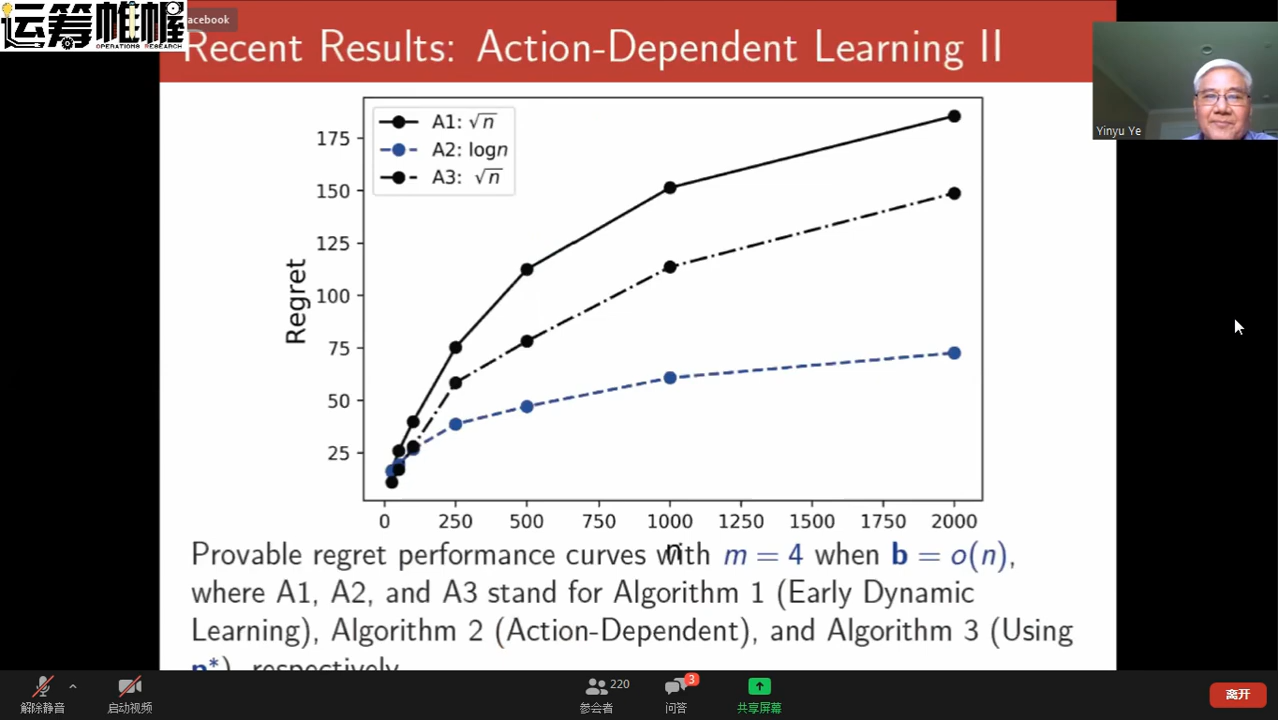 运筹帷幄
OPERATIONS RESEARCH
acebook
Recent Results: Action-Dependent Learning II
Yinyu Ye
A1: √n
A2: logn
A3: √n
175
150
125
100
75
50
25
Regret
0 250 500 750 1000 1250 1500 1750 2000
n
Provable regret performance curves with m = 4 when b = o(n),
where A1, A2, and A3 stand for Algorithm 1 (Early Dynamic
Learning), Algorithm 2 (Action-Dependent), and Algorithm 3 (Using
p*), respectively
解除静音
启动视频
220
参会者
3
问答
共享屏幕
离开